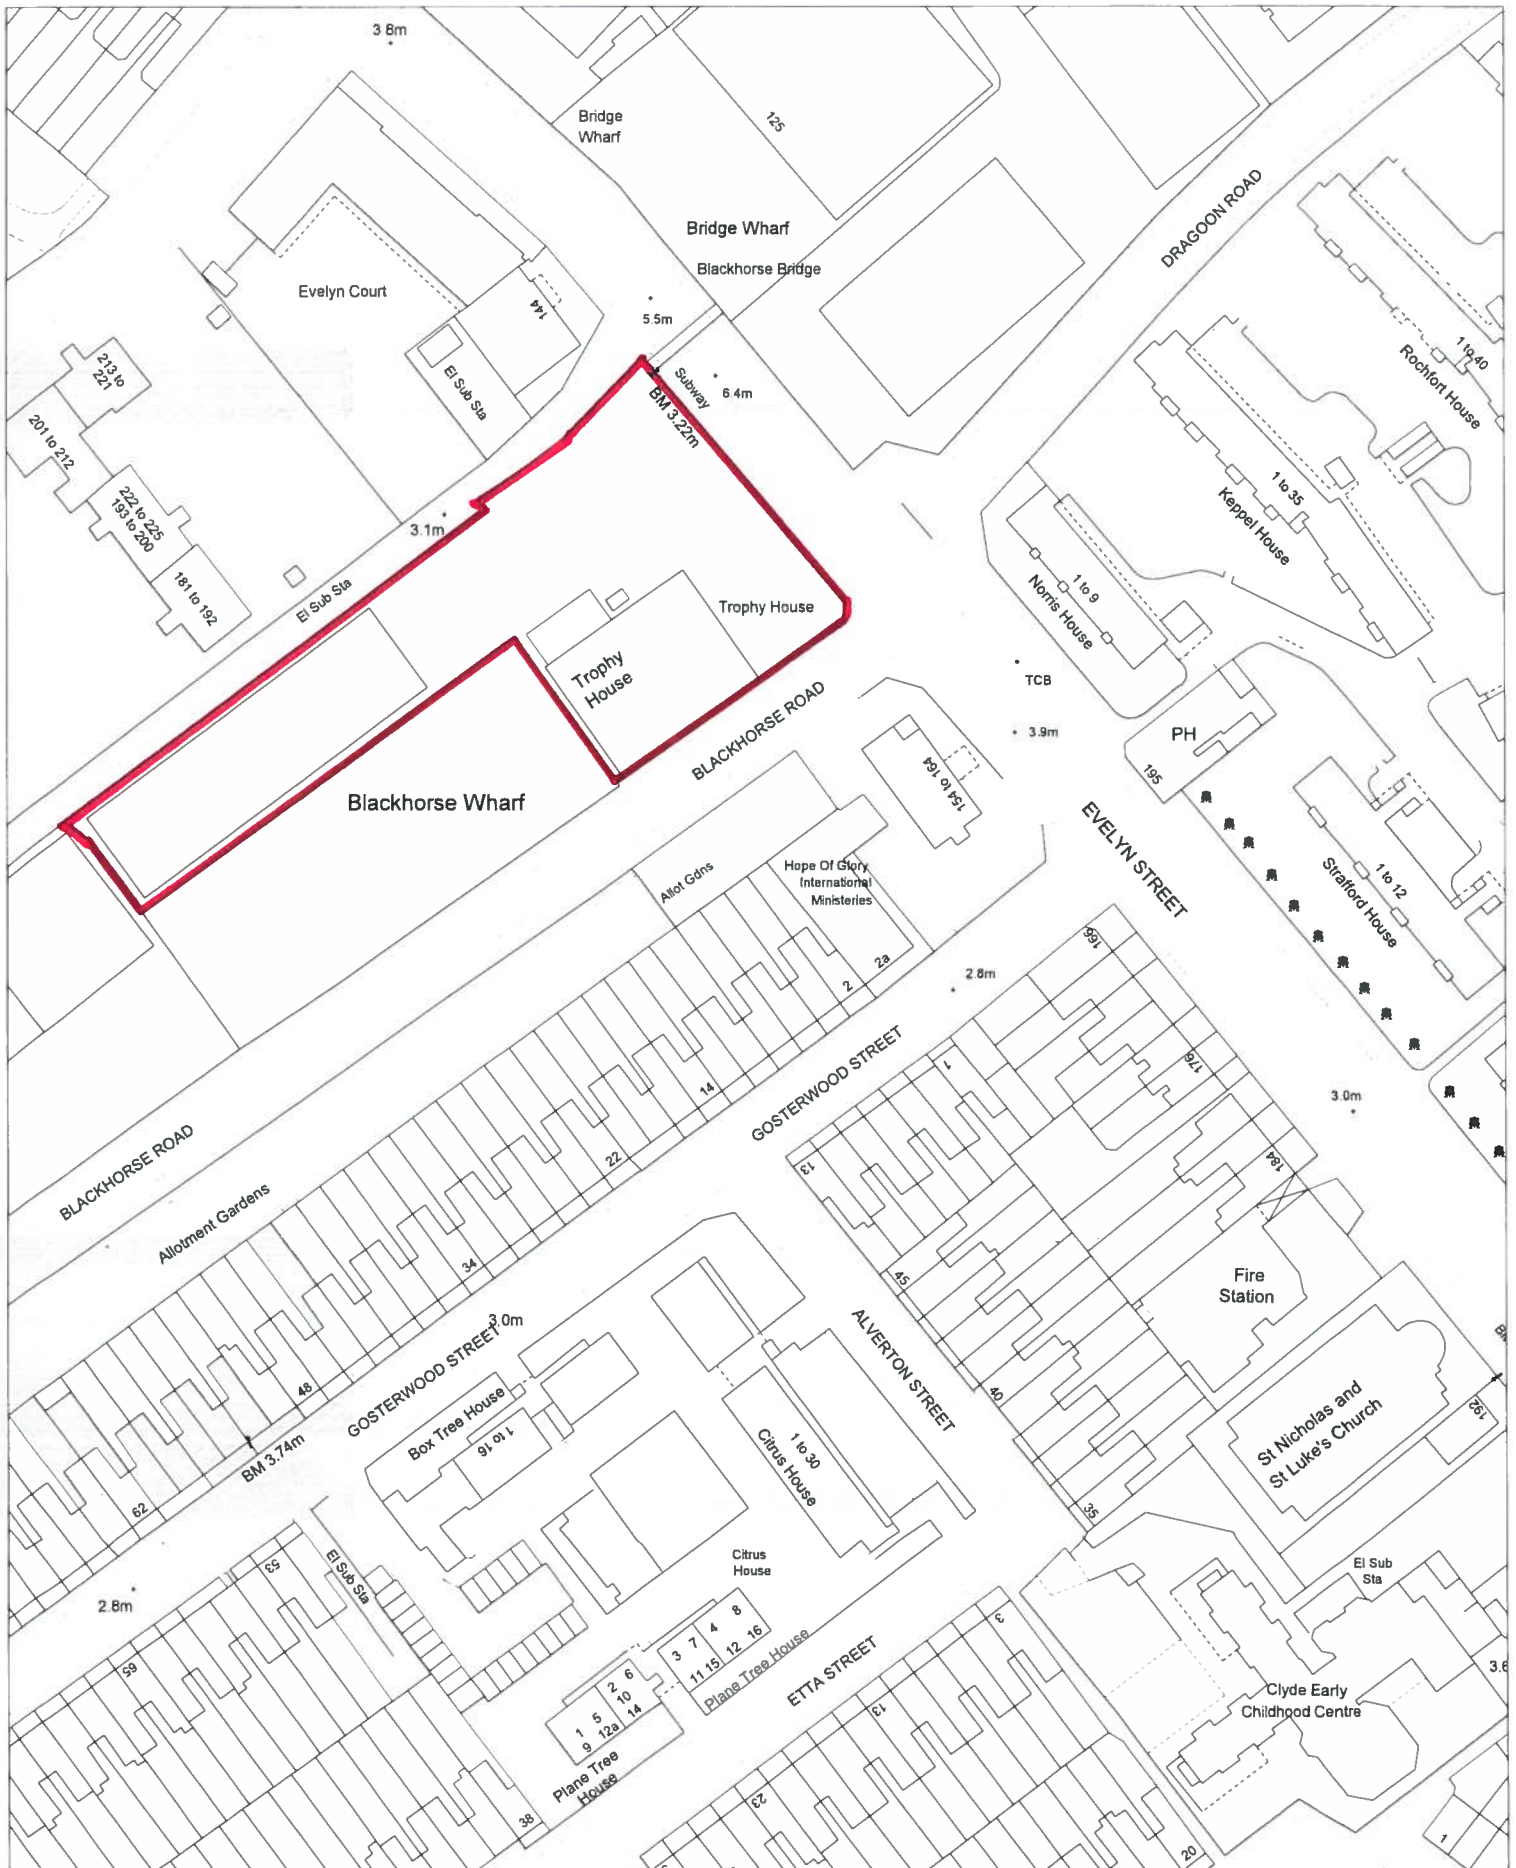 3.8m
Bridge
Wharf
125
Bridge Wharf
Blackhorse Bridge
DRAGOON ROAD
Evelyn Court
144
5.5m
El Sub Sta
Subway
6.4m
BM 3.22m
213 to
221
201 to 212
222 to 225
193 to 200
181 to 192
3.1m
El Sub Sta
1 to 40
Rochfort House
1 to 35
Keppel House
1 to 9
Norris House
Trophy House
Trophy
House
TCB
3.9m
PH
195
BLACKHORSE ROAD
154 to 164
Blackhorse Wharf
EVELYN STREET
1 to 12
Strafford House
Allot Gdns
Hope Of Glory
International
Ministeries
2
2a
166
2.8m
14
GOSTERWOOD STREET
1
176
3.0m
13
22
184
BLACKHORSE ROAD
Allotment Gardens
34
45
Fire
Station
3.0m
GOSTERWOOD STREET
ALVERTON STREET
48
40
Box Tree House
1 to 16
1 to 30
Citrus House
St Nicholas and
St Luke's Church
192
BM 3.74m
62
35
53
El Sub Sta
Citrus
House
El Sub
Sta
2.8m
65
3 7 4 8
11 15 12 16
Plane Tree House
2 6
10
1 5
14
9 12a
Plane Tree
House
ETTA STREET
3
13
Clyde Early
Childhood Centre
23
38
20
1